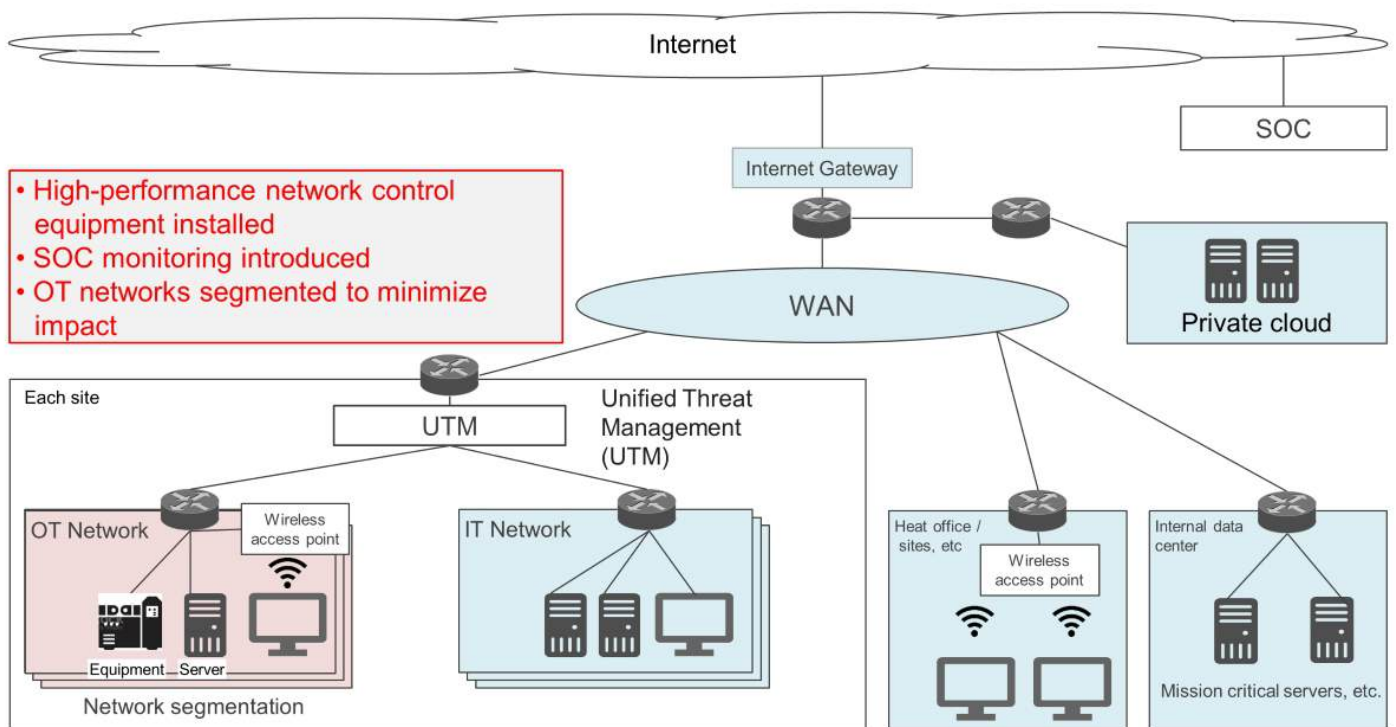 Internet
SOC
Internet Gateway
• High-performance network control
equipment installed
• SOC monitoring introduced
• OT networks segmented to minimize
impact
WAN
Private cloud
Each site
UTM
Unified Threat
Management
(UTM)
OT Network
Wireless
access point
Equipment
Server
Network segmentation
IT Network
Heat office /
sites, etc
Wireless
access point
Internal data
center
Mission critical servers, etc.